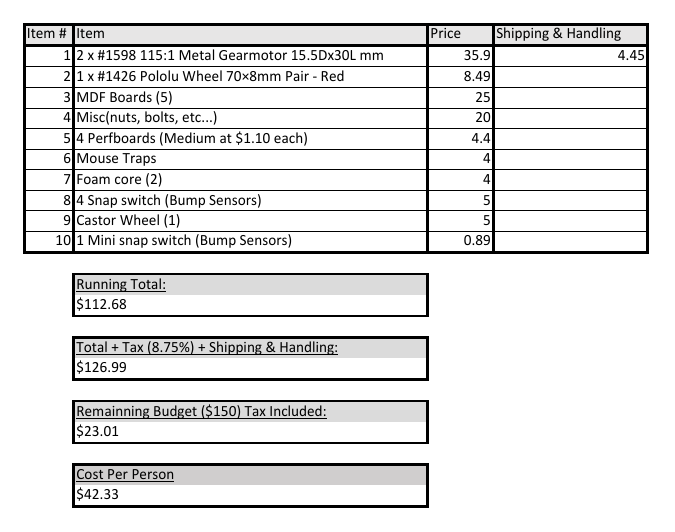 Item # Item Price Shipping & Handling
1 2 x #1598 115:1 Metal Gearmotor 15.5Dx30L mm 35.9 4.45
2 1 x #1426 Pololu Wheel 70×8mm Pair - Red 8.49
3 MDF Boards (5) 25
4 Misc(nuts, bolts, etc...) 20
5 4 Perfboards (Medium at $1.10 each) 4.4
6 Mouse Traps 4
7 Foam core (2) 4
8 4 Snap switch (Bump Sensors) 5
9 Castor Wheel (1) 5
10 1 Mini snap switch (Bump Sensors) 0.89
Running Total:
$112.68
Total + Tax (8.75%) + Shipping & Handling:
$126.99
Remainning Budget ($150) Tax Included:
$23.01
Cost Per Person
$42.33